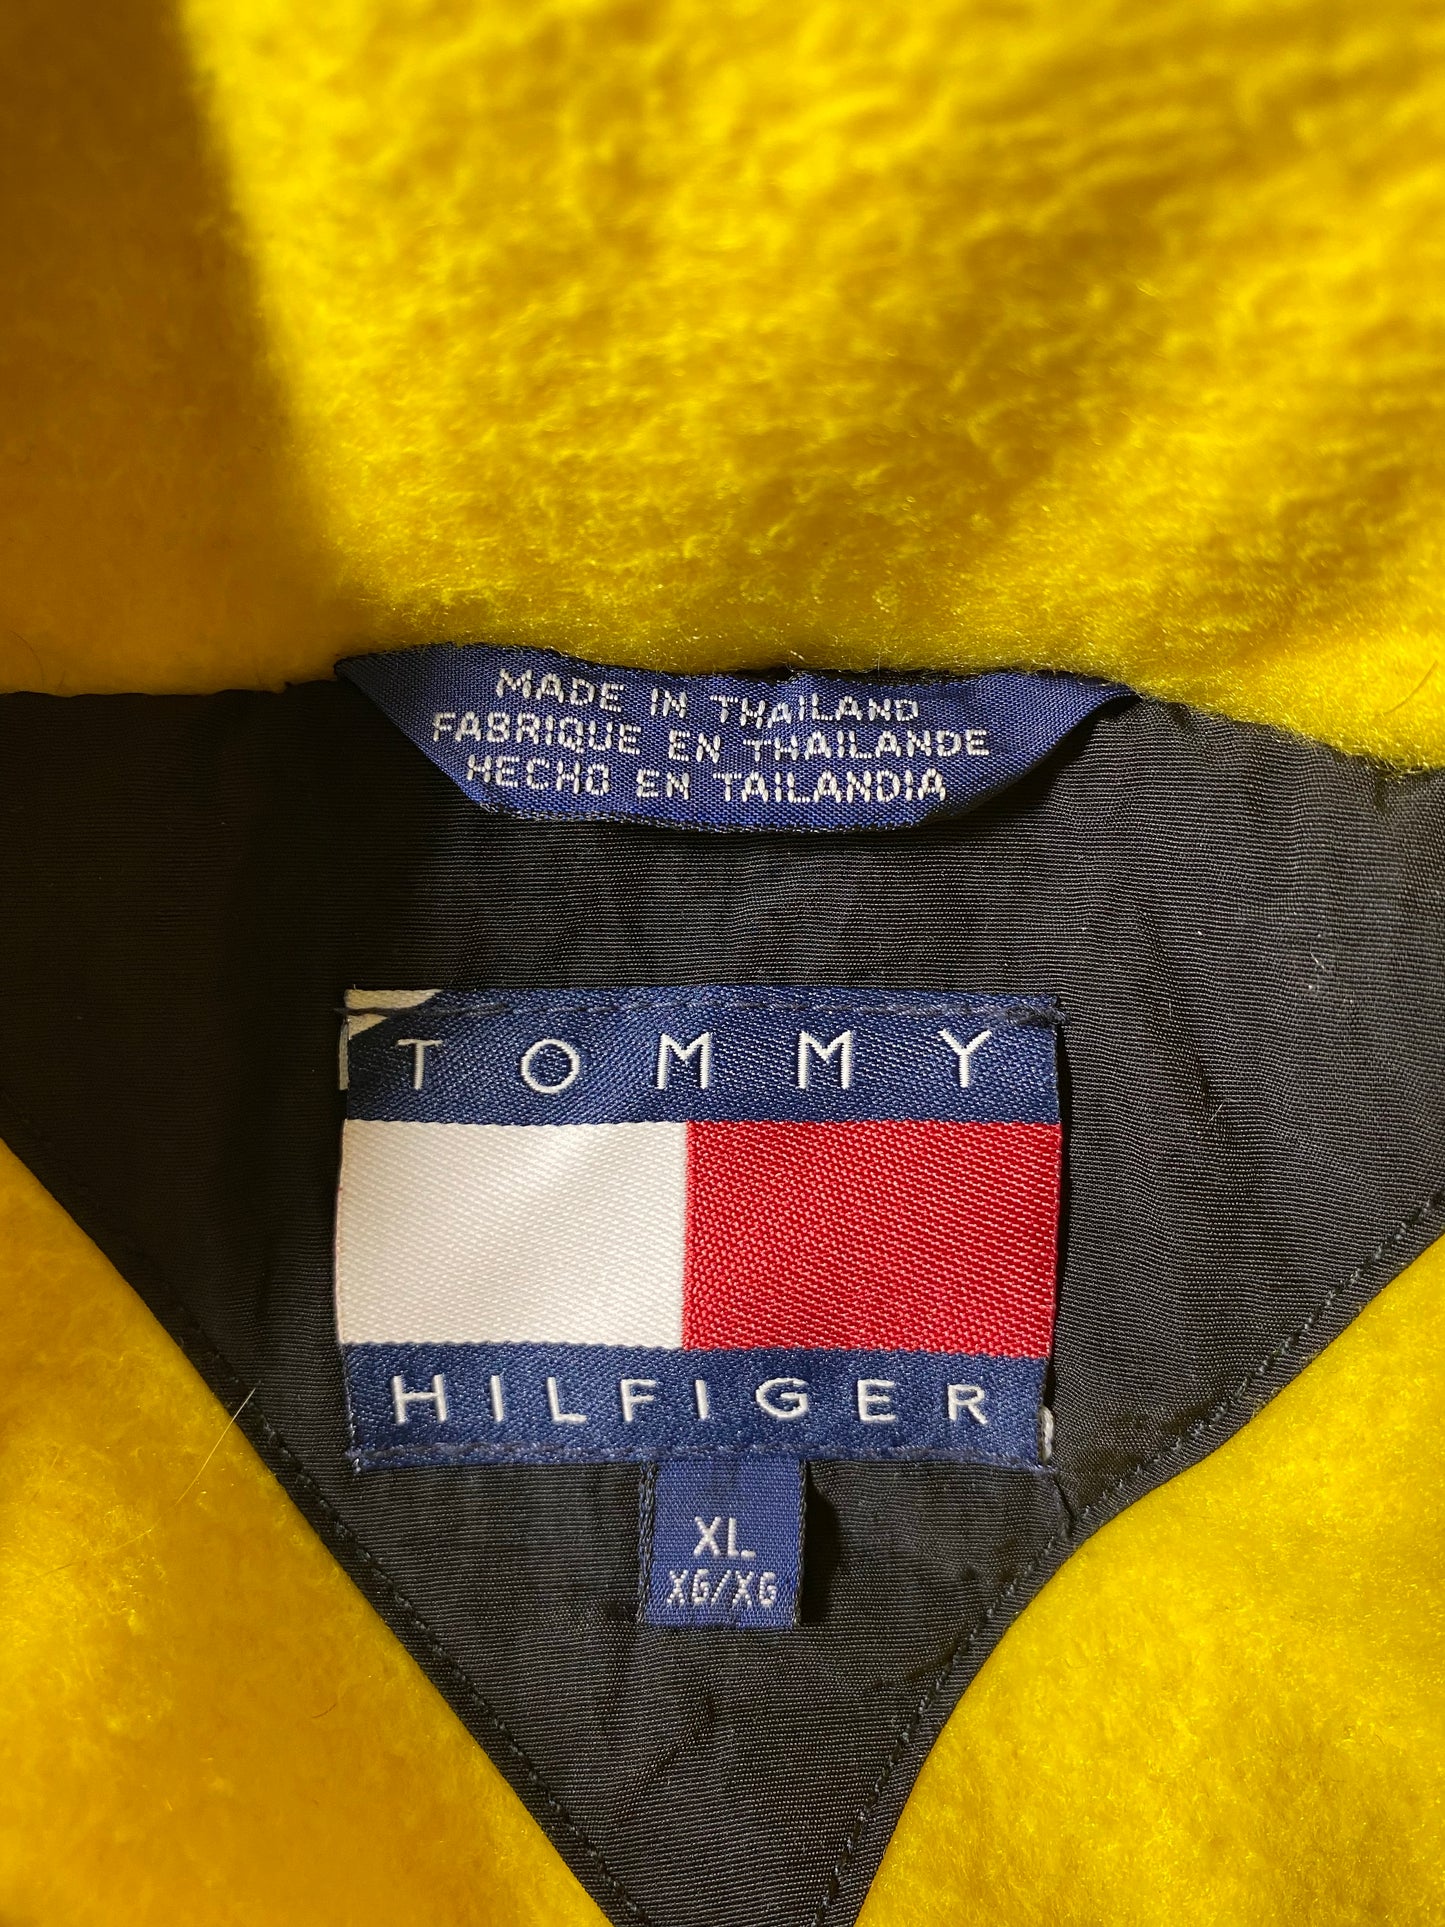 MADE IN THAILAND
FABRIQUE EN THAILANDE
HECHO EN TAILANDIA
TOMMY
HILFIGER
XL
XG/XG